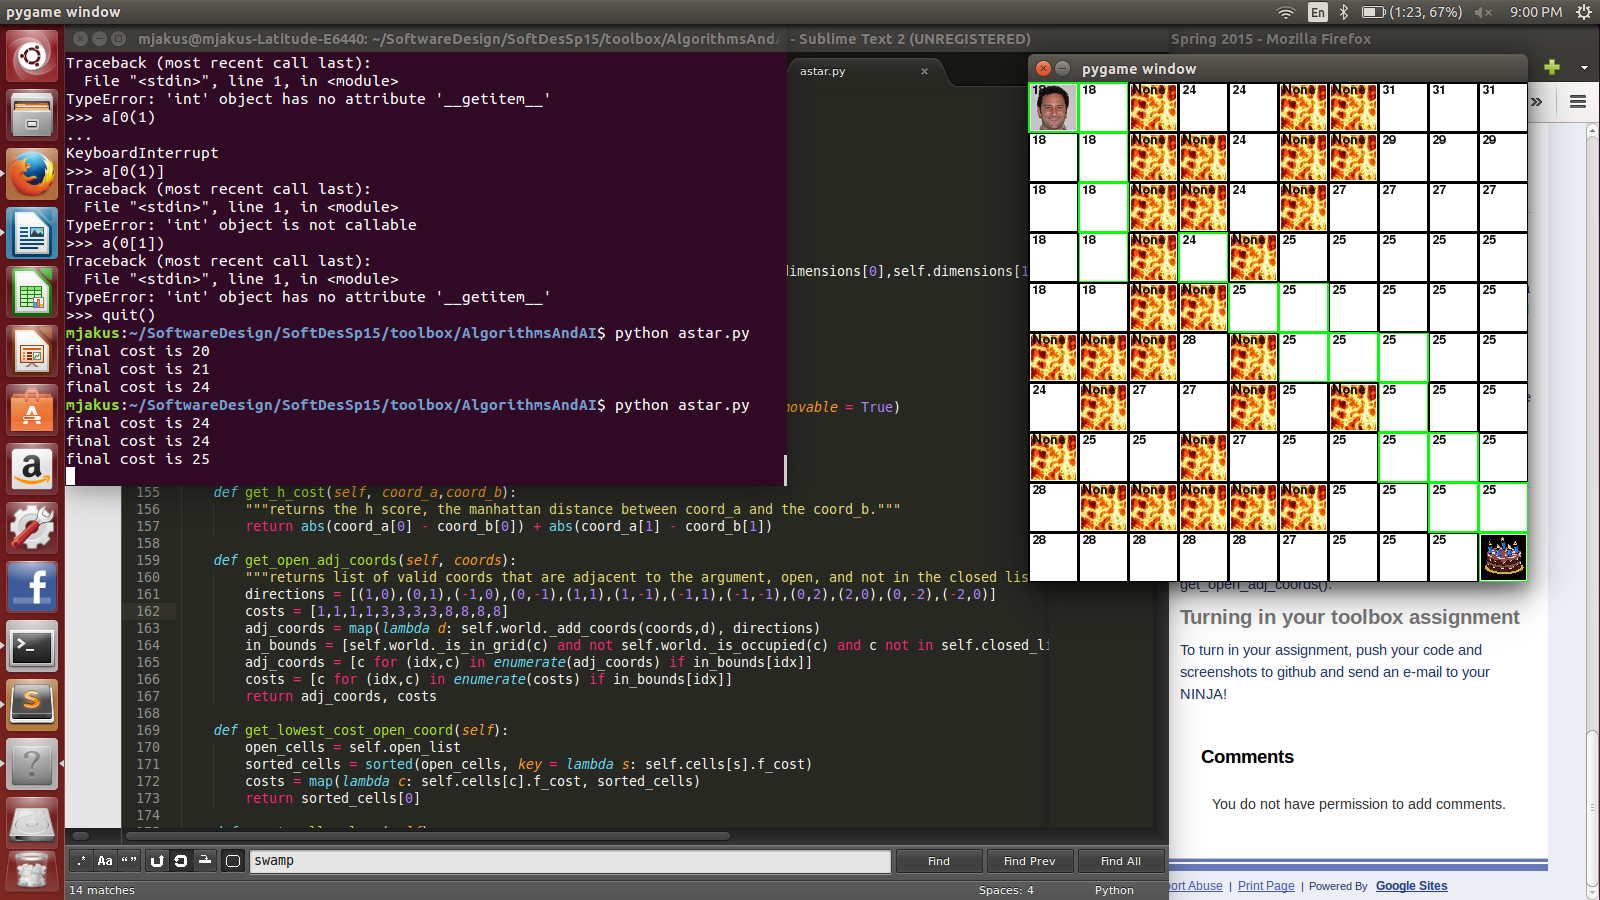 pygame window
En
(1:23, 67%)
9:00 PM
mjakus@mjakus-Latitude-E6440: ~/SoftwareDesign/SoftDesSp15/toolbox/AlgorithmsAnd
- Sublime Text 2 (UNREGISTERED)
Spring 2015 - Mozilla Firefox
Traceback (most recent call last):
  File "<stdin>", line 1, in <module>
TypeError: 'int' object has no attribute '__getitem__'
>>> a[0(1)
...
KeyboardInterrupt
>>> a[0(1)]
Traceback (most recent call last):
  File "<stdin>", line 1, in <module>
TypeError: 'int' object is not callable
>>> a(0[1])
Traceback (most recent call last):
  File "<stdin>", line 1, in <module>
TypeError: 'int' object has no attribute '__getitem__'
>>> quit()
mjakus:~/SoftwareDesign/SoftDesSp15/toolbox/AlgorithmsAndAI$ python astar.py
final cost is 20
final cost is 21
final cost is 24
mjakus:~/SoftwareDesign/SoftDesSp15/toolbox/AlgorithmsAndAI$ python astar.py
final cost is 24
final cost is 24
final cost is 25
astar.py
dimensions[0],self.dimensions[1
movable = True)
155 def get_h_cost(self, coord_a,coord_b):
156 """returns the h score, the manhattan distance between coord_a and the coord_b."""
157 return abs(coord_a[0] - coord_b[0]) + abs(coord_a[1] - coord_b[1])
158
159 def get_open_adj_coords(self, coords):
160 """returns list of valid coords that are adjacent to the argument, open, and not in the closed lis
161 directions = [(1,0),(0,1),(-1,0),(0,-1),(1,1),(1,-1),(-1,1),(-1,-1),(0,2),(2,0),(0,-2),(-2,0)]
162 costs = [1,1,1,1,3,3,3,3,8,8,8,8]
163 adj_coords = map(lambda d: self.world._add_coords(coords,d), directions)
164 in_bounds = [self.world._is_in_grid(c) and not self.world._is_occupied(c) and c not in self.closed_li
165 adj_coords = [c for (idx,c) in enumerate(adj_coords) if in_bounds[idx]]
166 costs = [c for (idx,c) in enumerate(costs) if in_bounds[idx]]
167 return adj_coords, costs
168
169 def get_lowest_cost_open_coord(self):
170 open_cells = self.open_list
171 sorted_cells = sorted(open_cells, key = lambda s: self.cells[s].f_cost)
172 costs = map(lambda c: self.cells[c].f_cost, sorted_cells)
173 return sorted_cells[0]
174
.*
Aa
“ ”
swamp
Find
Find Prev
Find All
14 matches
Spaces: 4
Python
pygame window
18 18 None 24 24 None None 31 31 31
18 18 None None 24 None None 29 29 29
18 18 None None 24 None 27 27 27 27
18 18 None 24 None 25 25 25 25 25
18 18 None None 25 25 25 25 25 25
None None None 28 None 25 25 25 25 25
24 None 27 27 None 25 None 25 25 25
None 25 25 None 27 25 25 25 25 25
28 None None None None None 25 25 25 25
28 28 28 28 28 27 25 25 25
get_open_adj_coords().
Turning in your toolbox assignment
To turn in your assignment, push your code and
screenshots to github and send an e-mail to your
NINJA!
Comments
You do not have permission to add comments.
ort Abuse | Print Page | Powered By Google Sites